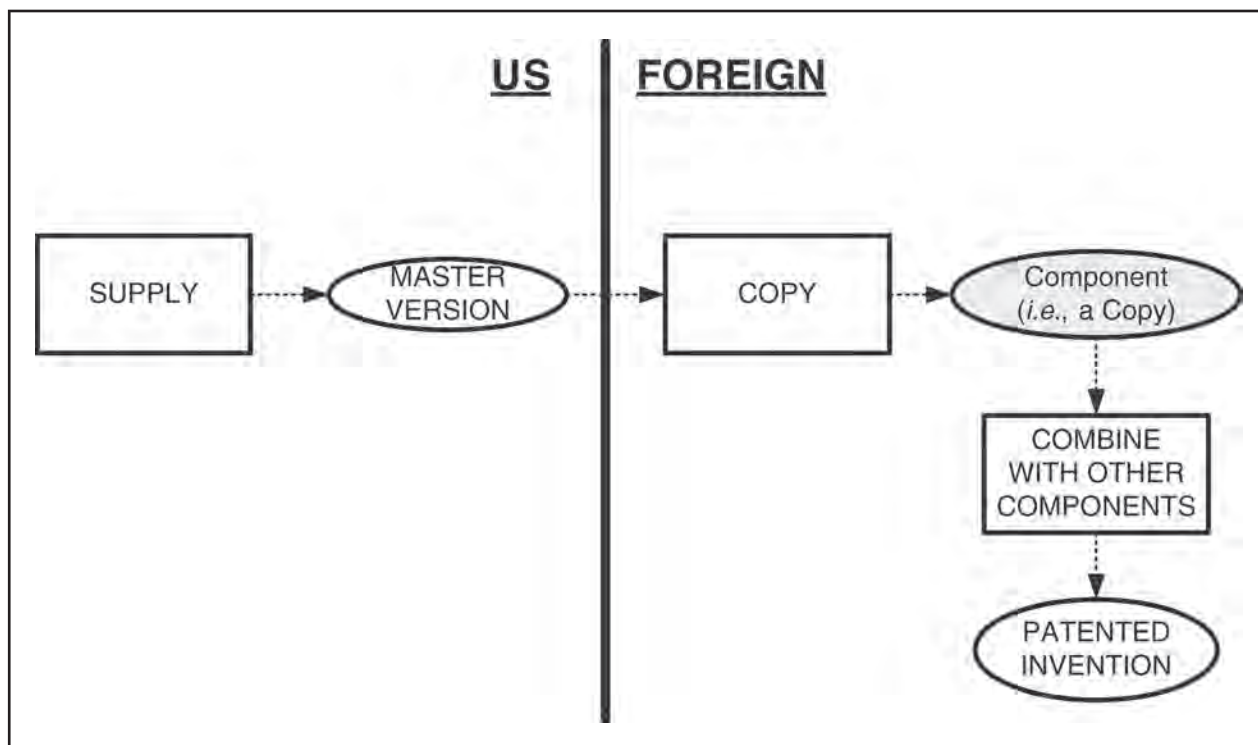 US
FOREIGN
SUPPLY
MASTER
VERSION
COPY
Component
(i.e., a Copy)
COMBINE
WITH OTHER
COMPONENTS
PATENTED
INVENTION